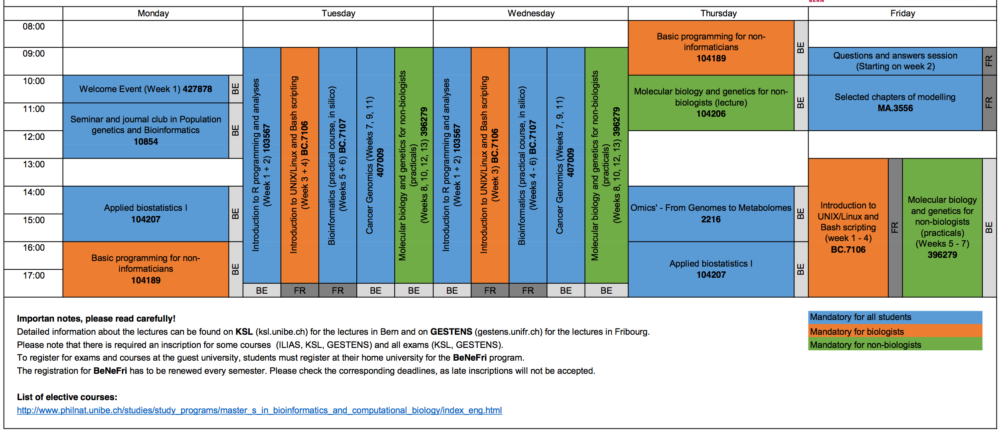 BERN
Monday
Tuesday
Wednesday
Thursday
Friday
08:00
09:00
10:00
11:00
12:00
13:00
14:00
15:00
16:00
17:00
Welcome Event (Week 1) 427878
BE
Seminar and journal club in Population
genetics and Bioinformatics
10854
BE
Applied biostatistics I
104207
BE
Basic programming for non-
informaticians
104189
BE
Introduction to R programming and analyses
(Week 1 + 2) 103567
BE
Introduction to UNIX/Linux and Bash scripting
(Week 3 + 4) BC.7106
FR
Bioinformatics (practical course, in silico)
(Weeks 5 + 6) BC.7107
FR
Cancer Genomics (Weeks 7, 9, 11)
407009
BE
Molecular biology and genetics for non-biologists
(practicals)
(Weeks 8, 10, 12, 13) 396279
BE
Introduction to R programming and analyses
(Week 1 + 2) 103567
BE
Introduction to UNIX/Linux and Bash scripting
(Week 3) BC.7106
FR
Bioinformatics (practical course, in silico)
(Weeks 4 - 6) BC.7107
FR
Cancer Genomics (Weeks 7, 9, 11)
407009
BE
Molecular biology and genetics for non-biologists
(practicals)
(Weeks 8, 10, 12, 13) 396279
BE
Basic programming for non-
informaticians
104189
BE
Molecular biology and genetics for non-
biologists (lecture)
104206
BE
Omics' - From Genomes to Metabolomes
2216
BE
Applied biostatistics I
104207
BE
Questions and answers session
(Starting on week 2)
FR
Selected chapters of modelling
MA.3556
FR
Introduction to
UNIX/Linux and
Bash scripting
(week 1 - 4)
BC.7106
FR
Molecular biology
and genetics for
non-biologists
(practicals)
(Weeks 5 - 7)
396279
BE
Importan notes, please read carefully!
Detailed information about the lectures can be found on KSL (ksl.unibe.ch) for the lectures in Bern and on GESTENS (gestens.unifr.ch) for the lectures in Fribourg.
Please note that there is required an inscription for some courses (ILIAS, KSL, GESTENS) and all exams (KSL, GESTENS).
To register for exams and courses at the guest university, students must register at their home university for the BeNeFri program.
The registration for BeNeFri has to be renewed every semester. Please check the corresponding deadlines, as late inscriptions will not be accepted.
Mandatory for all students
Mandatory for biologists
Mandatory for non-biologists
List of elective courses:
http://www.philnat.unibe.ch/studies/study_programs/master_s_in_bioinformatics_and_computational_biology/index_eng.html